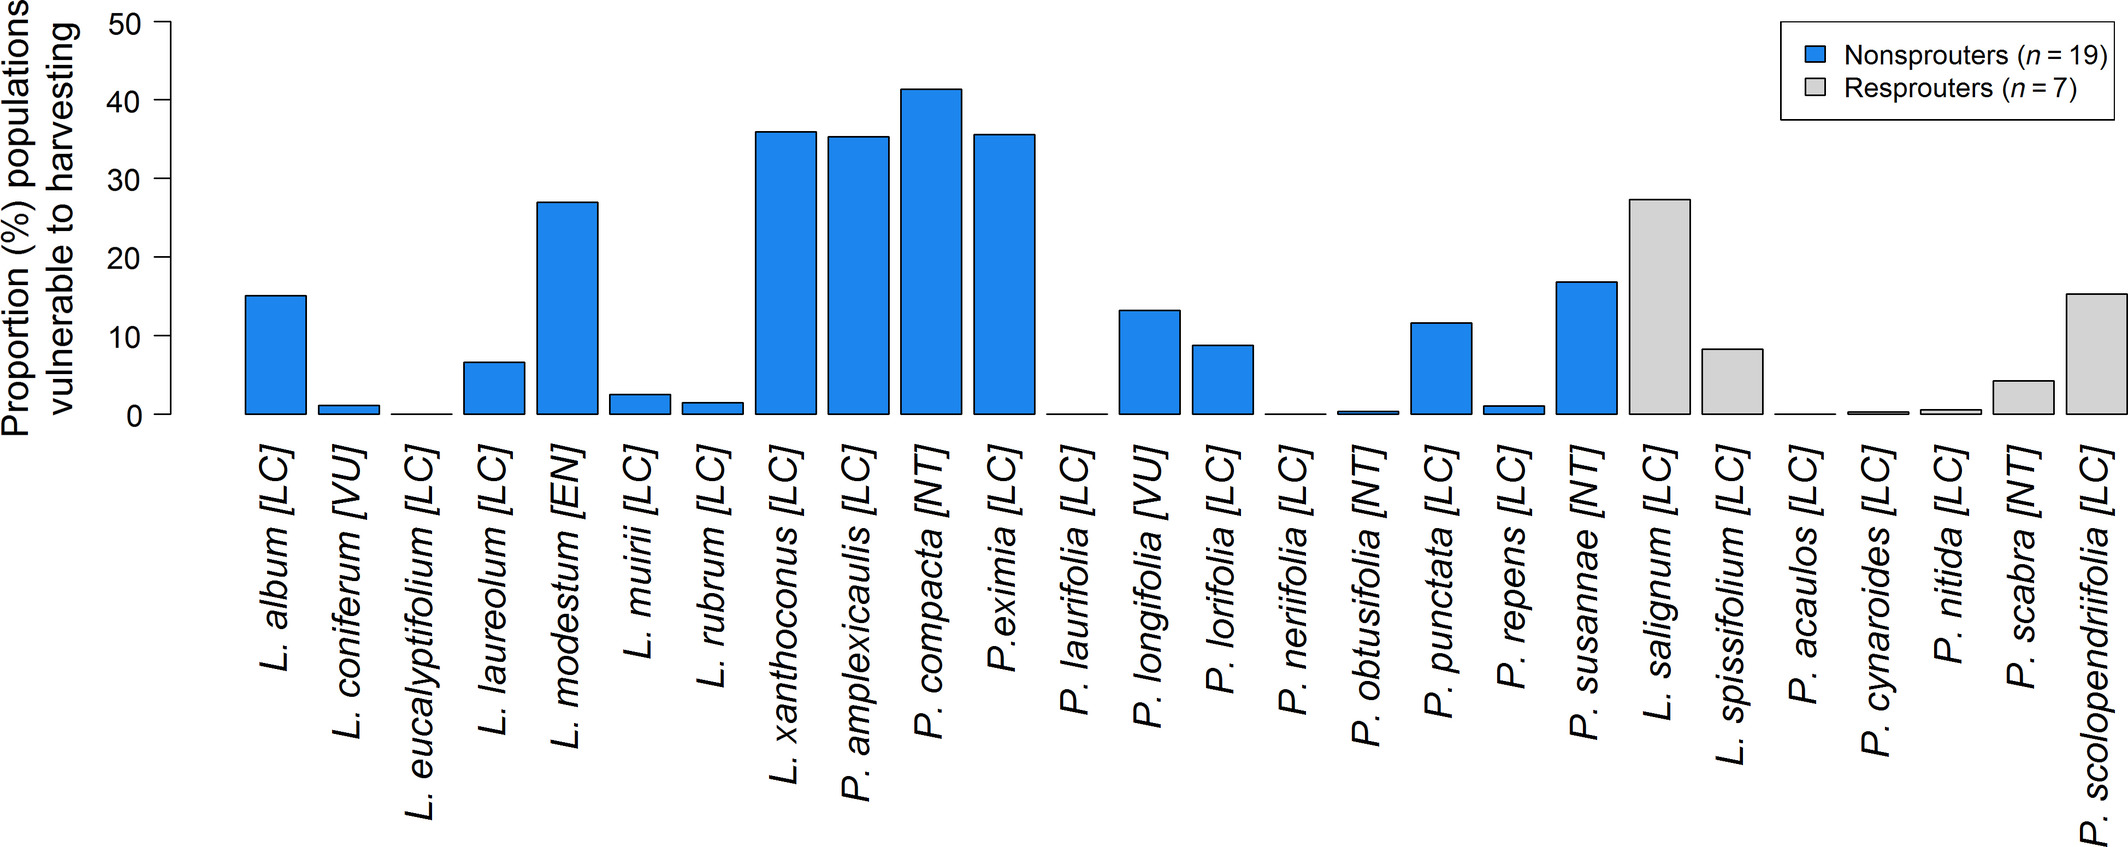 Proportion (%) populations
vulnerable to harvesting
50
40
30
20
10
0
Nonsprouters (n = 19)
Resprouters (n = 7)
L. album [LC]
L. coniferum [VU]
L. eucalyptifolium [LC]
L. laureolum [LC]
L. modestum [EN]
L. muirii [LC]
L. rubrum [LC]
L. xanthoconus [LC]
P. amplexicaulis [LC]
P. compacta [NT]
P.eximia [LC]
P. laurifolia [LC]
P. longifolia [VU]
P. lorifolia [LC]
P. neriifolia [LC]
P. obtusifolia [NT]
P. punctata [LC]
P. repens [LC]
P. susannae [NT]
L. salignum [LC]
L. spissifolium [LC]
P. acaulos [LC]
P. cynaroides [LC]
P. nitida [LC]
P. scabra [NT]
P. scolopendriifolia [LC]